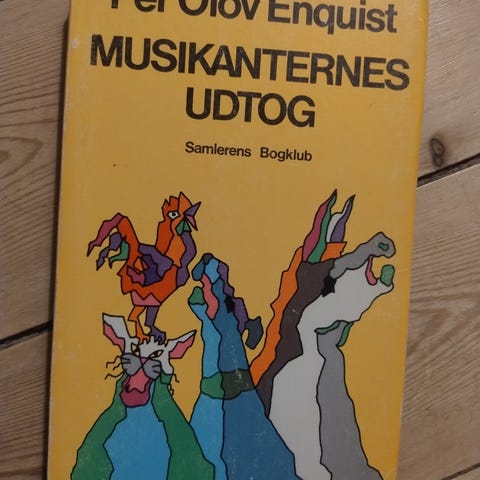 Per Olov Enquist
MUSIKANTERNES
UDTOG
Samlerens Bogklub